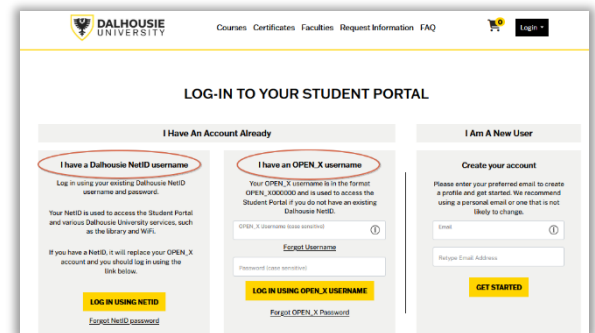 DALHOUSIE
UNIVERSITY
Courses Certificates Faculties Request Information FAQ
0
Login
LOG-IN TO YOUR STUDENT PORTAL
I Have An Account Already
I have a Dalhousie NetID username
Log in using your existing Dalhousie NetID
username and password.
Your NetID is used to access the Student Portal
and various Dalhousie University services, such
as the library and WiFi.
If you have a NetID, it will replace your OPEN_X
account and you should log in using the
link below.
LOG IN USING NETID
Forgot NetID password
I have an OPEN_X username
Your OPEN_X username is in the format
OPEN_X000000 and is used to access the
Student Portal if you do not have an existing
Dalhousie NetID.
OPEN_X Username (case sensitive)
Forgot Username
Password (case sensitive)
LOG IN USING OPEN_X USERNAME
Forgot OPEN_X Password
I Am A New User
Create your account
Please enter your preferred email to create
a profile and get started. We recommend
using a personal email or one that is not
likely to change.
Email
Retype Email Address
GET STARTED